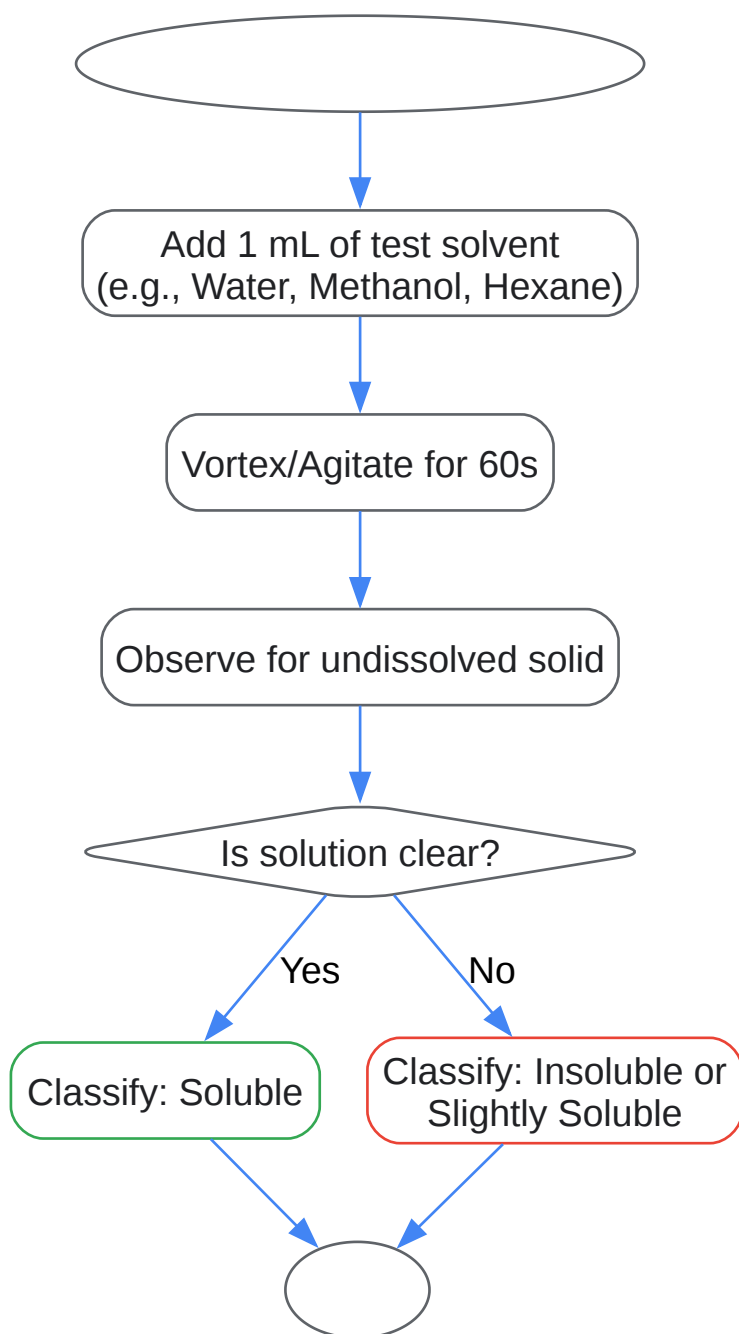 Add 1 mL of test solvent
(e.g., Water, Methanol, Hexane)
Vortex/Agitate for 60s
Observe for undissolved solid
Is solution clear?
Yes
No
Classify: Soluble
Classify: Insoluble or
Slightly Soluble